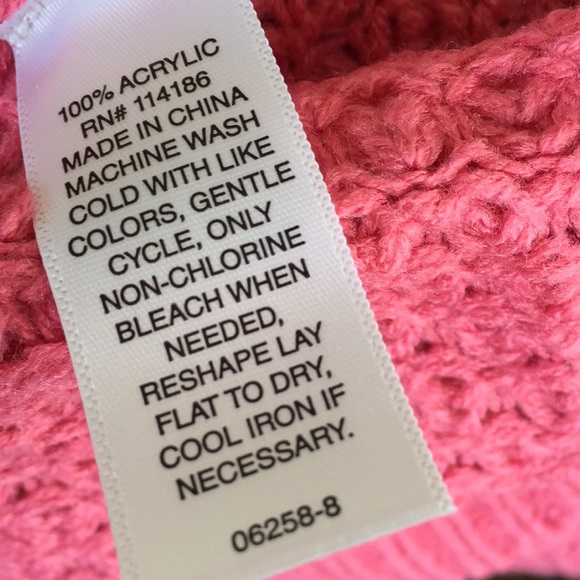 100% ACRYLIC
RN# 114186
MADE IN CHINA
MACHINE WASH
COLD WITH LIKE
COLORS, GENTLE
CYCLE, ONLY
NON-CHLORINE
BLEACH WHEN
NEEDED,
RESHAPE LAY
FLAT TO DRY,
COOL IRON IF
NECESSARY.
06258-8